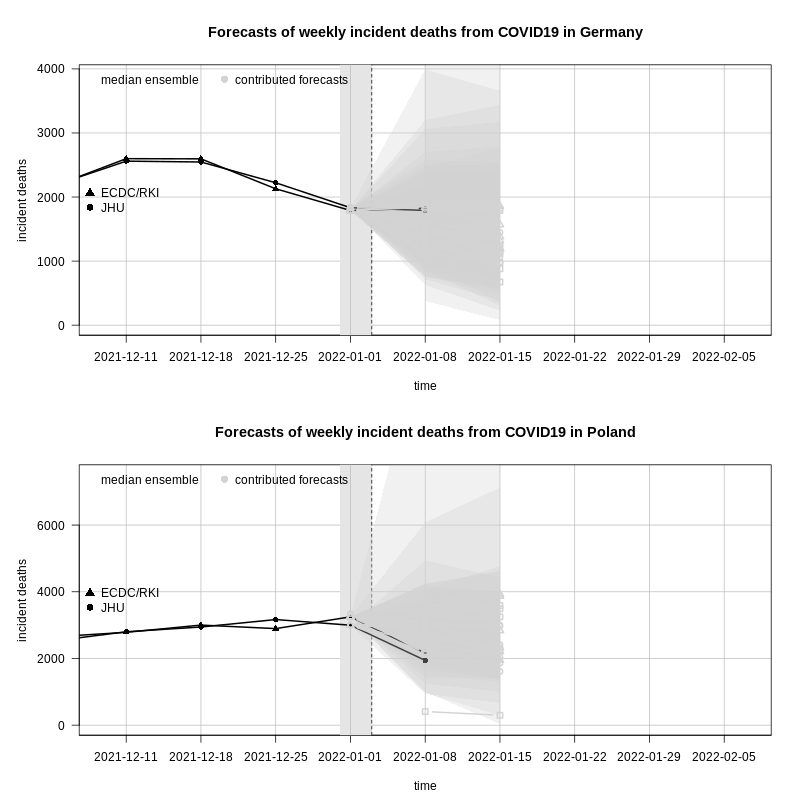 Forecasts of weekly incident deaths from COVID19 in Germany
4000
median ensemble contributed forecasts
3000
incident deaths
2000
ECDC/RKI
JHU
1000
0
2021-12-11 2021-12-18 2021-12-25 2022-01-01 2022-01-08 2022-01-15 2022-01-22 2022-01-29 2022-02-05
time
Forecasts of weekly incident deaths from COVID19 in Poland
median ensemble contributed forecasts
6000
incident deaths
4000
ECDC/RKI
JHU
2000
0
2021-12-11 2021-12-18 2021-12-25 2022-01-01 2022-01-08 2022-01-15 2022-01-22 2022-01-29 2022-02-05
time